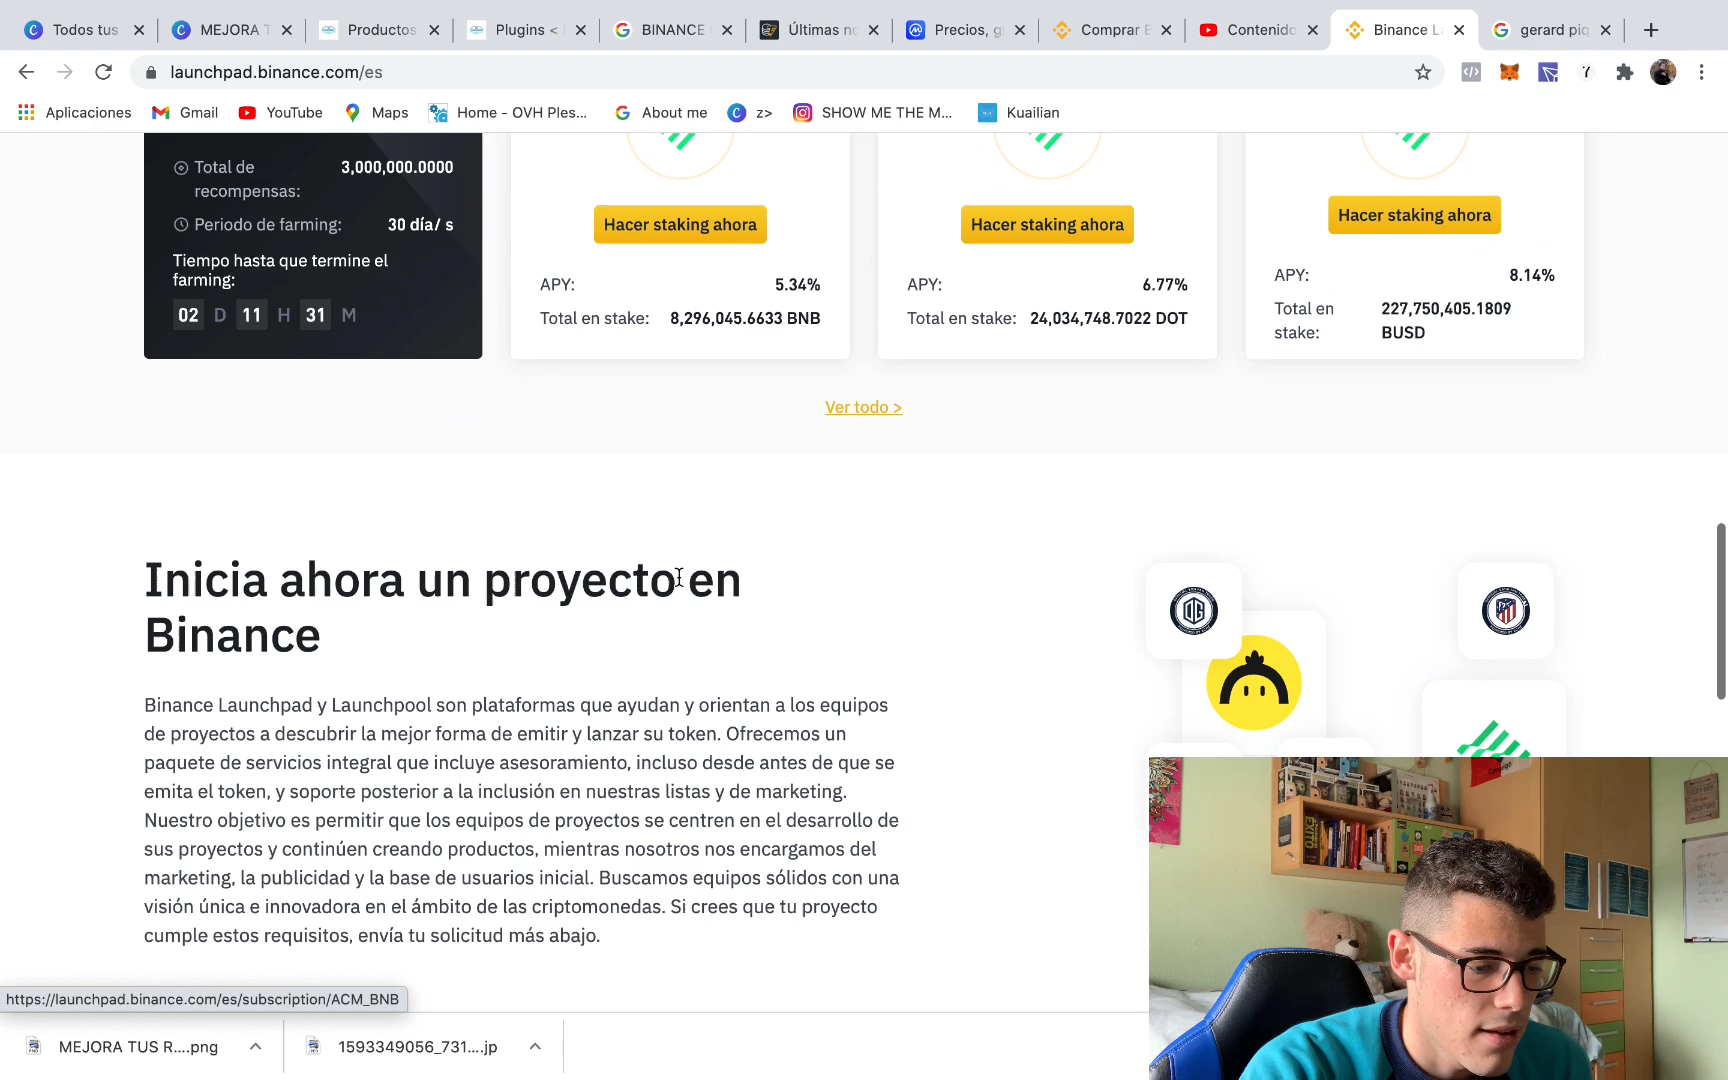 Todos tus
MEJORA T
Productos
Plugins <
BINANCE
Últimas no
Precios, g
Comprar B
Contenido
Binance L
gerard piq
launchpad.binance.com/es
Aplicaciones
Gmail
YouTube
Maps
Home - OVH Ples...
About me
z>
SHOW ME THE M...
Kuailian
Total de
recompensas:
3,000,000.0000
Periodo de farming:
30 día/ s
Tiempo hasta que termine el
farming:
02 D 11 H 31 M
Hacer staking ahora
APY:
5.34%
Total en stake:
8,296,045.6633 BNB
Hacer staking ahora
APY:
6.77%
Total en stake:
24,034,748.7022 DOT
Hacer staking ahora
APY:
8.14%
Total en
stake:
227,750,405.1809
BUSD
Ver todo >
Inicia ahora un proyecto en
Binance
Binance Launchpad y Launchpool son plataformas que ayudan y orientan a los equipos
de proyectos a descubrir la mejor forma de emitir y lanzar su token. Ofrecemos un
paquete de servicios integral que incluye asesoramiento, incluso desde antes de que se
emita el token, y soporte posterior a la inclusión en nuestras listas y de marketing.
Nuestro objetivo es permitir que los equipos de proyectos se centren en el desarrollo de
sus proyectos y continúen creando productos, mientras nosotros nos encargamos del
marketing, la publicidad y la base de usuarios inicial. Buscamos equipos sólidos con una
visión única e innovadora en el ámbito de las criptomonedas. Si crees que tu proyecto
cumple estos requisitos, envía tu solicitud más abajo.
https://launchpad.binance.com/es/subscription/ACM_BNB
MEJORA TUS R....png
1593349056_731....jp